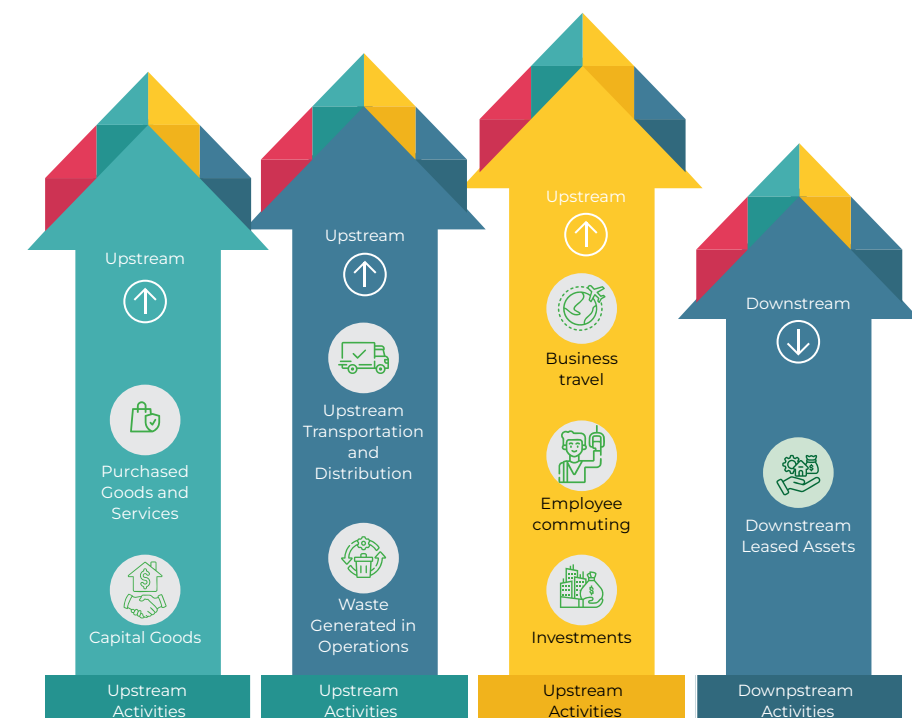 Upstream
Purchased
Goods and
Services
Capital Goods
Upstream
Activities
Upstream
Upstream
Transportation
and
Distribution
Waste
Generated in
Operations
Upstream
Activities
Upstream
Business
travel
Employee
commuting
Investments
Upstream
Activities
Downstream
Downstream
Leased Assets
Downpstream
Activities